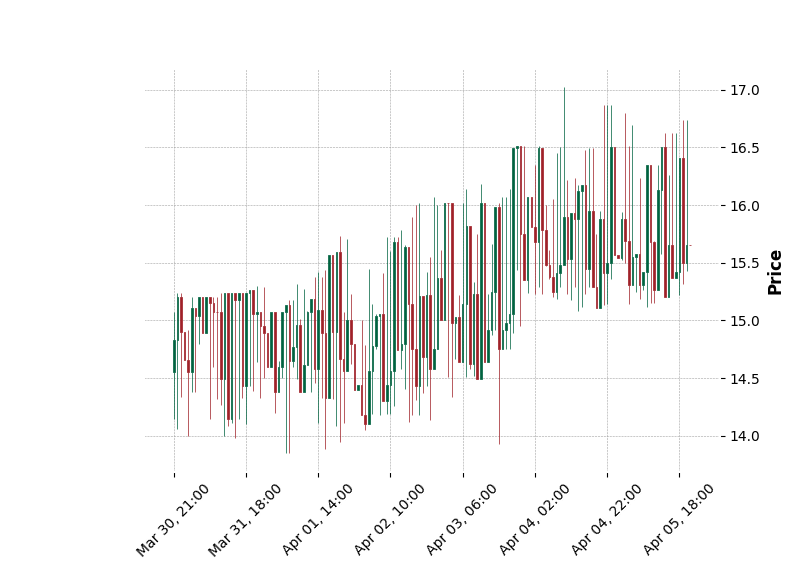 17.0
16.5
16.0
15.5
15.0
14.5
14.0
Price
Mar 30, 21:00
Mar 31, 18:00
Apr 01, 14:00
Apr 02, 10:00
Apr 03, 06:00
Apr 04, 02:00
Apr 04, 22:00
Apr 05, 18:00